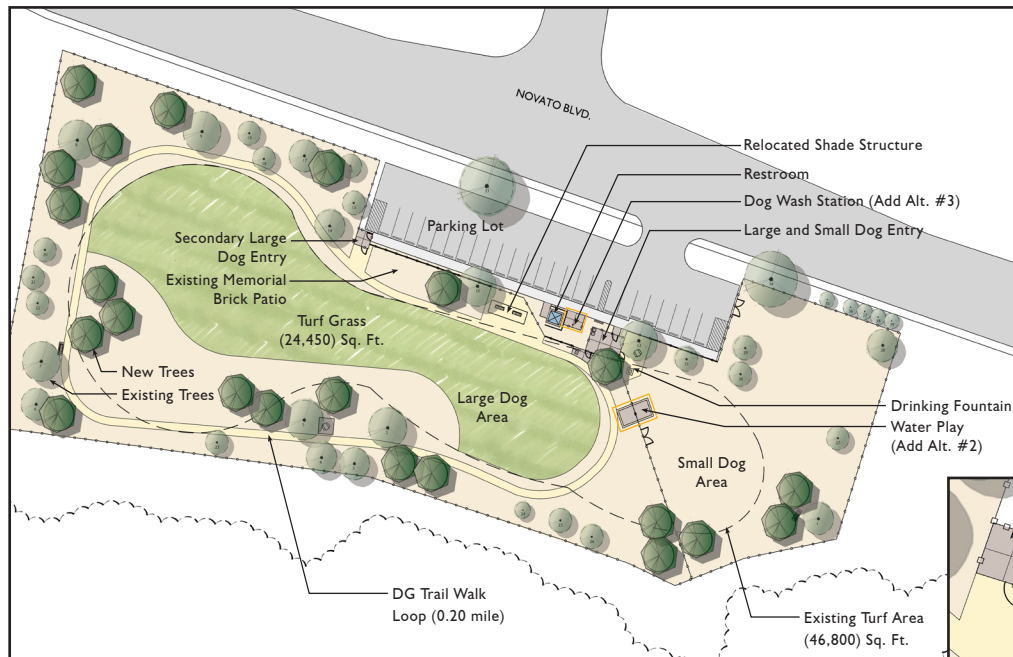 NOVATO BLVD.
Relocated Shade Structure
Restroom
Dog Wash Station (Add Alt. #3)
Large and Small Dog Entry
Parking Lot
Secondary Large
Dog Entry
Existing Memorial
Brick Patio
Turf Grass
(24,450) Sq. Ft.
New Trees
Existing Trees
Large Dog
Area
Drinking Fountain
Water Play
(Add Alt. #2)
Small Dog
Area
DG Trail Walk
Loop (0.20 mile)
Existing Turf Area
(46,800) Sq. Ft.